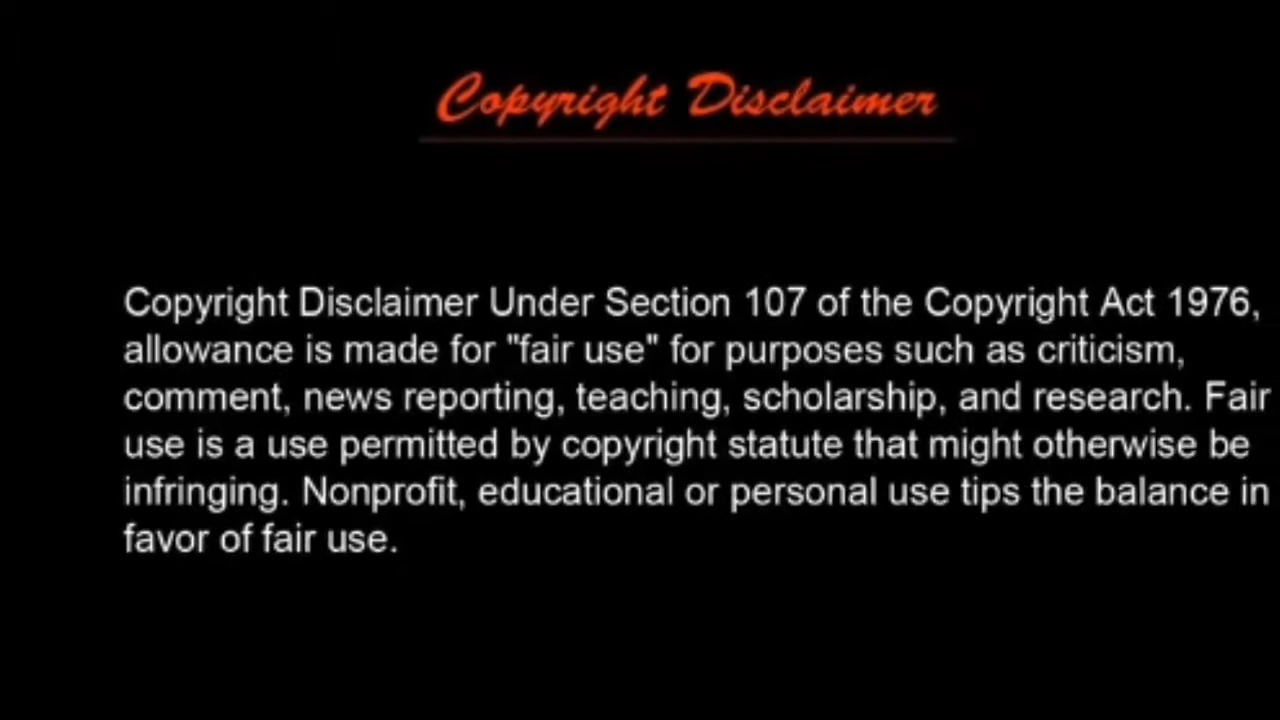 Copyright Disclaimer
Copyright Disclaimer Under Section 107 of the Copyright Act 1976,
allowance is made for "fair use" for purposes such as criticism,
comment, news reporting, teaching, scholarship, and research. Fair
use is a use permitted by copyright statute that might otherwise be
infringing. Nonprofit, educational or personal use tips the balance in
favor of fair use.